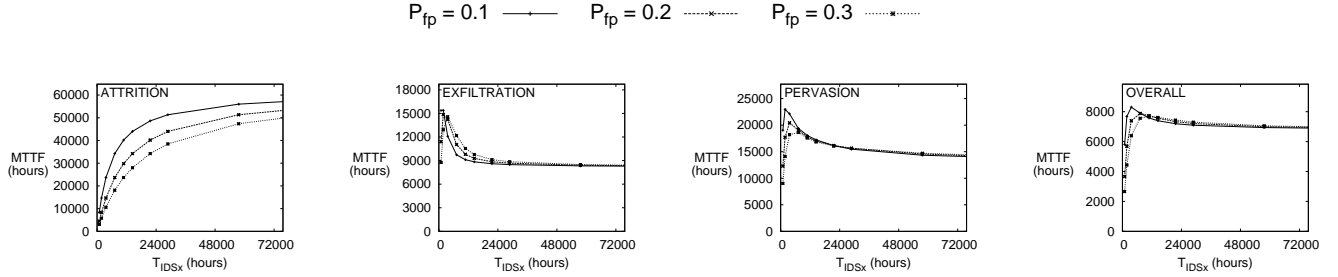 P_fp = 0.1 P_fp = 0.2 P_fp = 0.3
ATTRITION
60000
50000
40000
30000
20000
10000
0
MTTF
(hours)
0 24000 48000 72000
T_IDSx (hours)
EXFILTRATION
18000
15000
12000
9000
6000
3000
0
MTTF
(hours)
0 24000 48000 72000
T_IDSx (hours)
PERVASION
25000
20000
15000
10000
5000
0
MTTF
(hours)
0 24000 48000 72000
T_IDSx (hours)
OVERALL
8000
6000
4000
2000
0
MTTF
(hours)
0 24000 48000 72000
T_IDSx (hours)